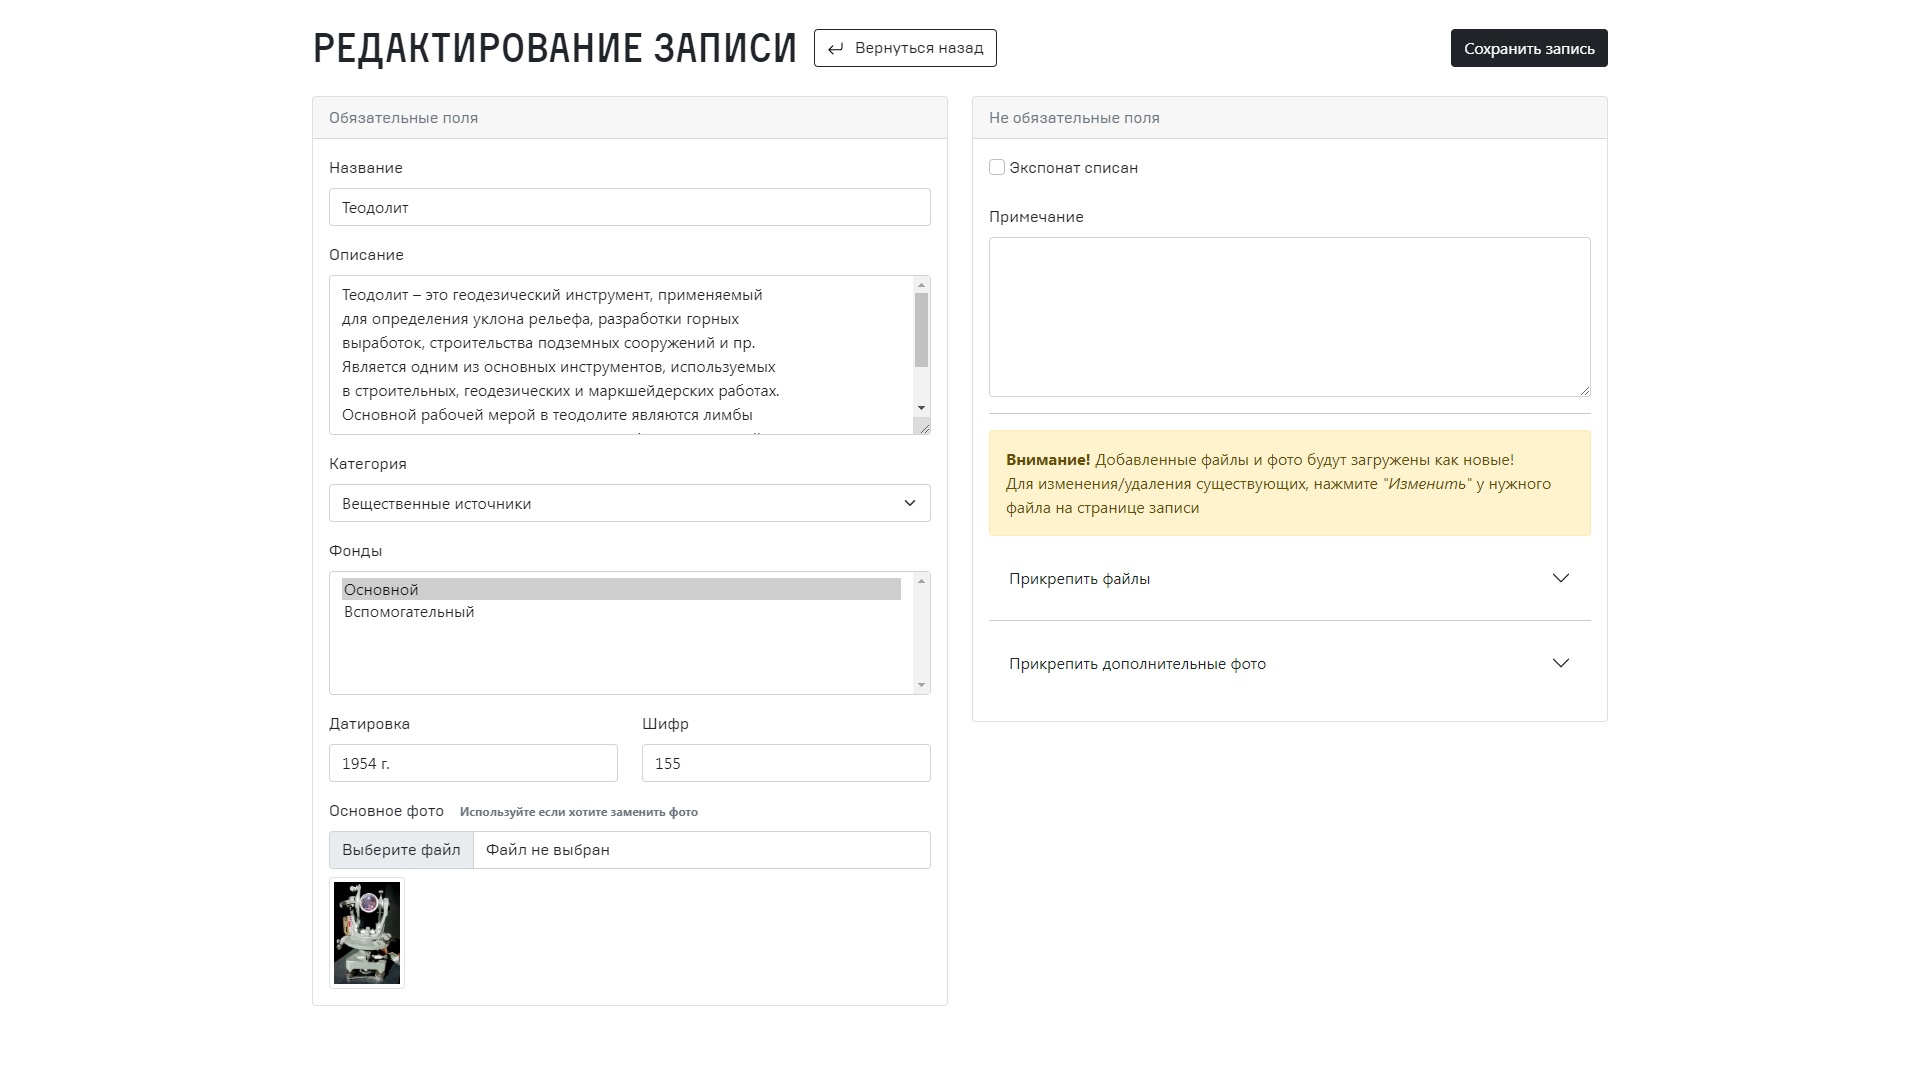 РЕДАКТИРОВАНИЕ ЗАПИСИ
Вернуться назад
Сохранить запись
Обязательные поля
Название
Теодолит
Описание
Теодолит – это геодезический инструмент, применяемый
для определения уклона рельефа, разработки горных
выработок, строительства подземных сооружений и пр.
Является одним из основных инструментов, используемых
в строительных, геодезических и маркшейдерских работах.
Основной рабочей мерой в теодолите являются лимбы
Категория
Вещественные источники
Фонды
Основной
Вспомогательный
Датировка
Шифр
1954 г.
155
Основное фото Используйте если хотите заменить фото
Выберите файл Файл не выбран
Не обязательные поля
Экспонат списан
Примечание
Внимание! Добавленные файлы и фото будут загружены как новые!
Для изменения/удаления существующих, нажмите "Изменить" у нужного
файла на странице записи
Прикрепить файлы
Прикрепить дополнительные фото